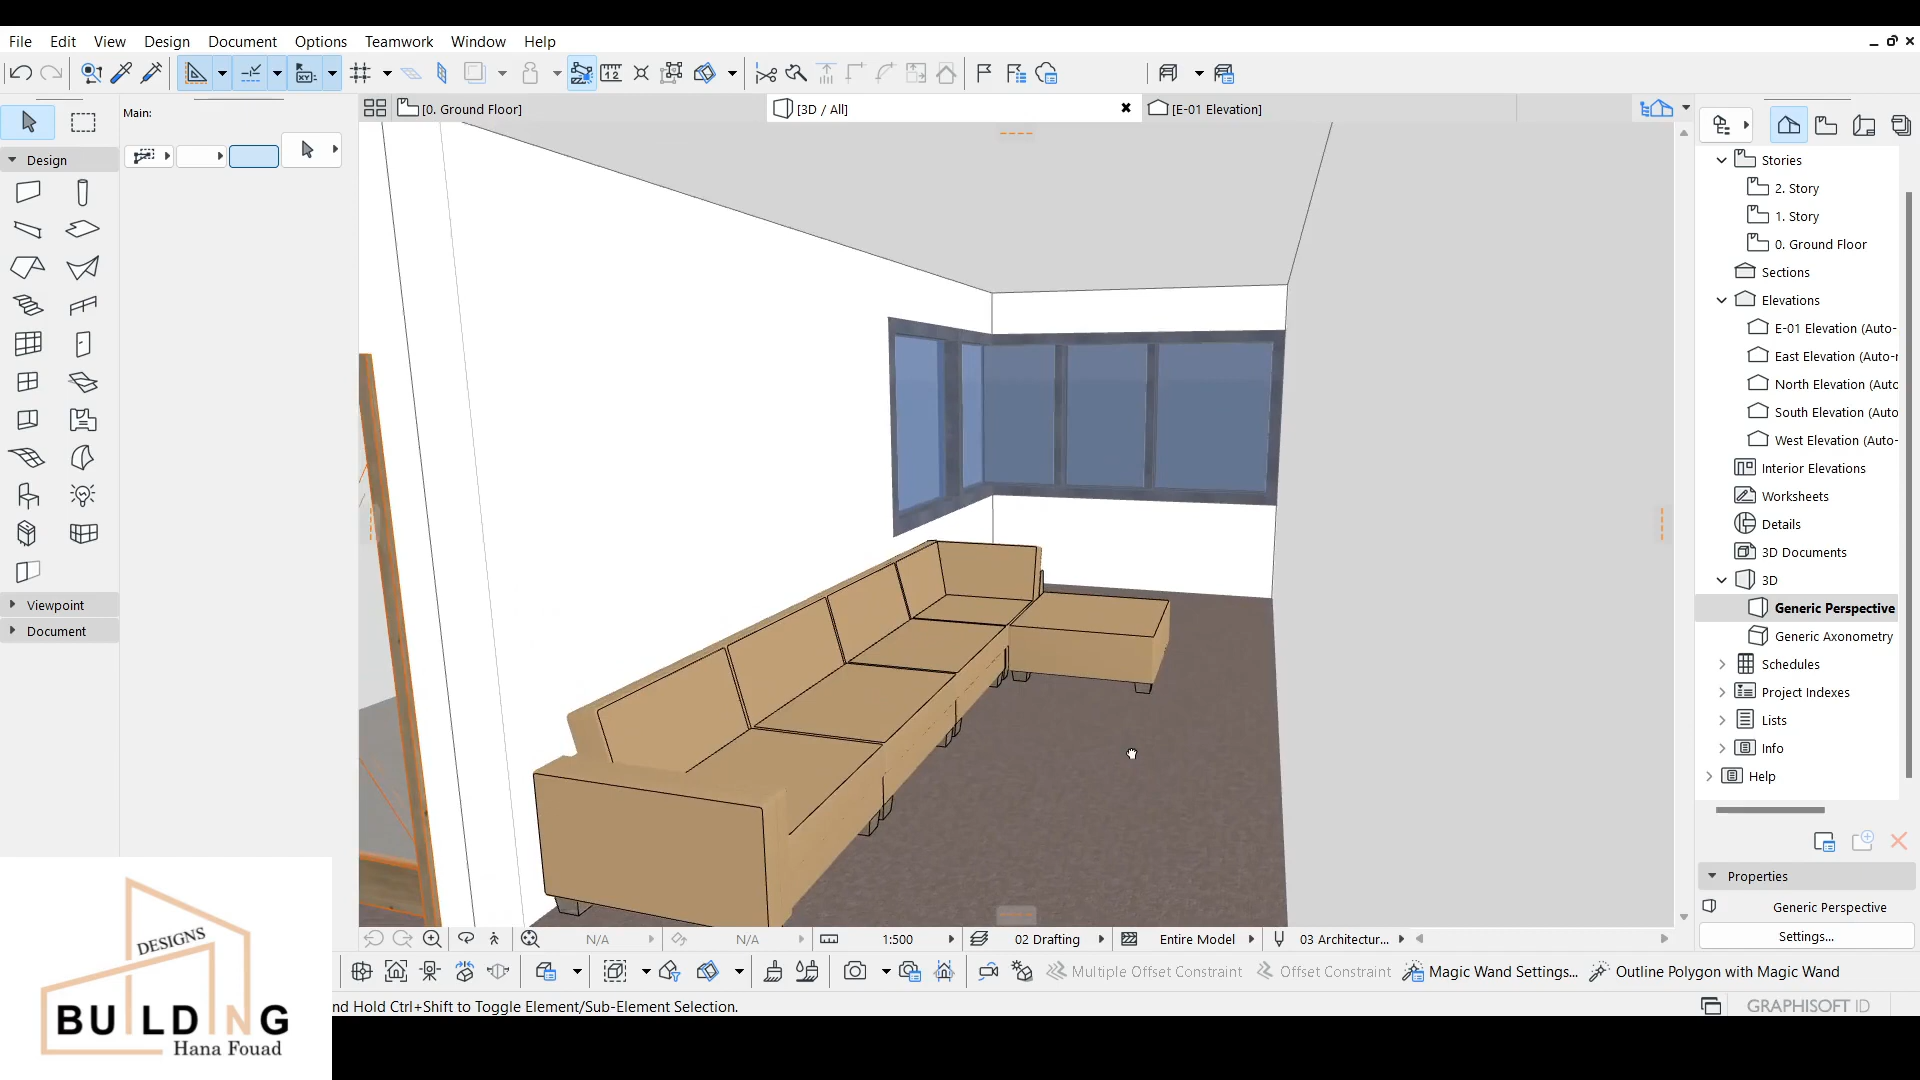 File Edit View Design Document Options Teamwork Window Help
Main:
[0. Ground Floor]
[3D / All]
[E-01 Elevation]
Design
Viewpoint
Document
Stories
2. Story
1. Story
0. Ground Floor
Sections
Elevations
E-01 Elevation (Auto-
East Elevation (Auto-r
North Elevation (Auto
South Elevation (Auto
West Elevation (Auto-
Interior Elevations
Worksheets
Details
3D Documents
3D
Generic Perspective
Generic Axonometry
Schedules
Project Indexes
Lists
Info
Help
Properties
Generic Perspective
Settings...
N/A N/A 1:500 02 Drafting Entire Model 03 Architectur...
Multiple Offset Constraint Offset Constraint Magic Wand Settings... Outline Polygon with Magic Wand
nd Hold Ctrl+Shift to Toggle Element/Sub-Element Selection.
GRAPHISOFT ID
DESIGNS
BUILDING
Hana Fouad